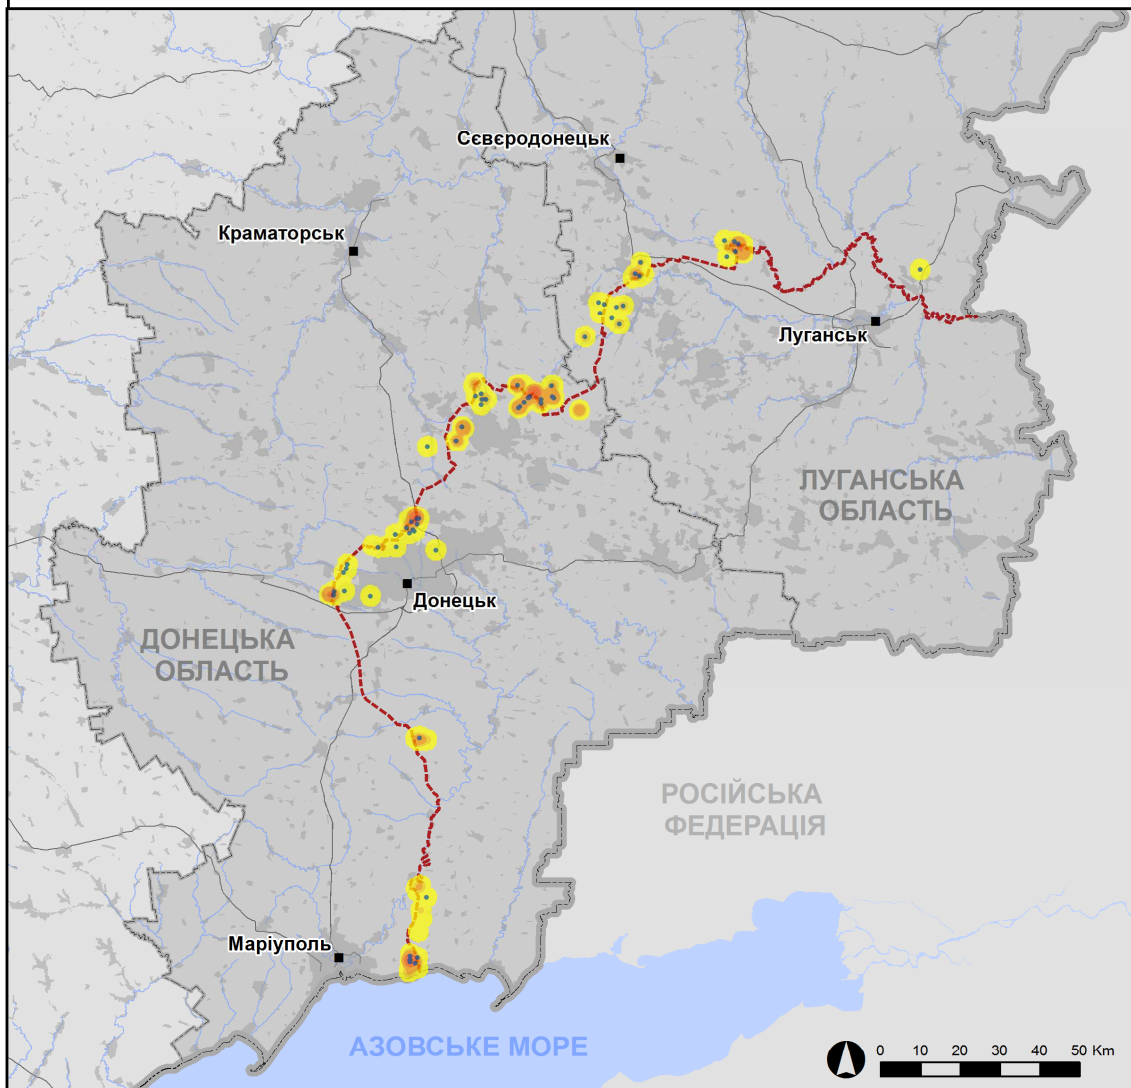 Сєвєродонецьк
Краматорськ
Луганськ
ЛУГАНСЬКА
ОБЛАСТЬ
Донецьк
ДОНЕЦЬКА
ОБЛАСТЬ
РОСІЙСЬКА
ФЕДЕРАЦІЯ
Маріуполь
АЗОВСЬКЕ МОРЕ
0 10 20 30 40 50 Km